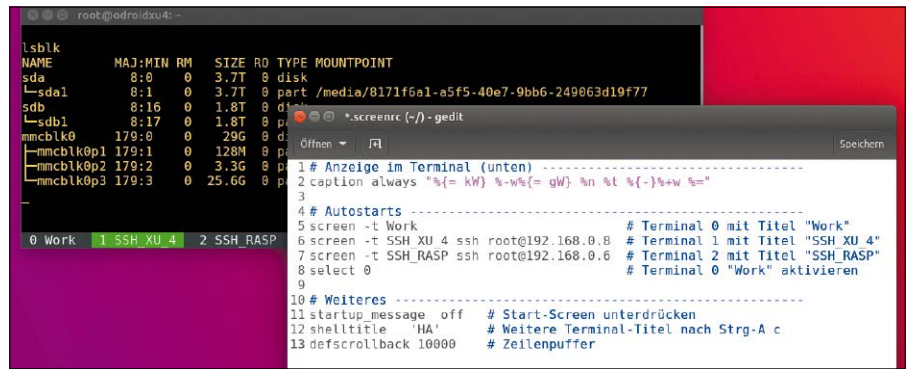 root@odroidxu4: ~
lsblk
NAME MAJ:MIN RM SIZE RO TYPE MOUNTPOINT
sda 8:0 0 3.7T 0 disk
└─sda1 8:1 0 3.7T 0 part /media/8171f6a1-a5f5-40e7-9bb6-249063d19f77
sdb 8:16 0 1.8T 0
└─sdb1 8:17 0 1.8T 0
mmcblk0 179:0 0 29G 0
├─mmcblk0p1 179:1 0 128M 0
├─mmcblk0p2 179:2 0 3.3G 0
└─mmcblk0p3 179:3 0 25.6G 0
0 Work 1 SSH_XU_4 2 SSH_RASP
*.screenrc (~/) - gedit
Öffnen Speichern
1 # Anzeige im Terminal (unten) ----------------------------------
2 caption always "%{= kW} %-w%{= gW} %n %t %{-}%+w %="
3
4 # Autostarts ---------------------------------------------------
5 screen -t Work # Terminal 0 mit Titel "Work"
6 screen -t SSH_XU_4 ssh root@192.168.0.8 # Terminal 1 mit Titel "SSH_XU_4"
7 screen -t SSH_RASP ssh root@192.168.0.6 # Terminal 2 mit Titel "SSH_RASP"
8 select 0 # Terminal 0 "Work" aktivieren
9
10 # Weiteres ----------------------------------------------------
11 startup_message off # Start-Screen unterdrücken
12 shelltitle 'HA' # Weitere Terminal-Titel nach Strg-A c
13 defscrollback 10000 # Zeilenpuffer